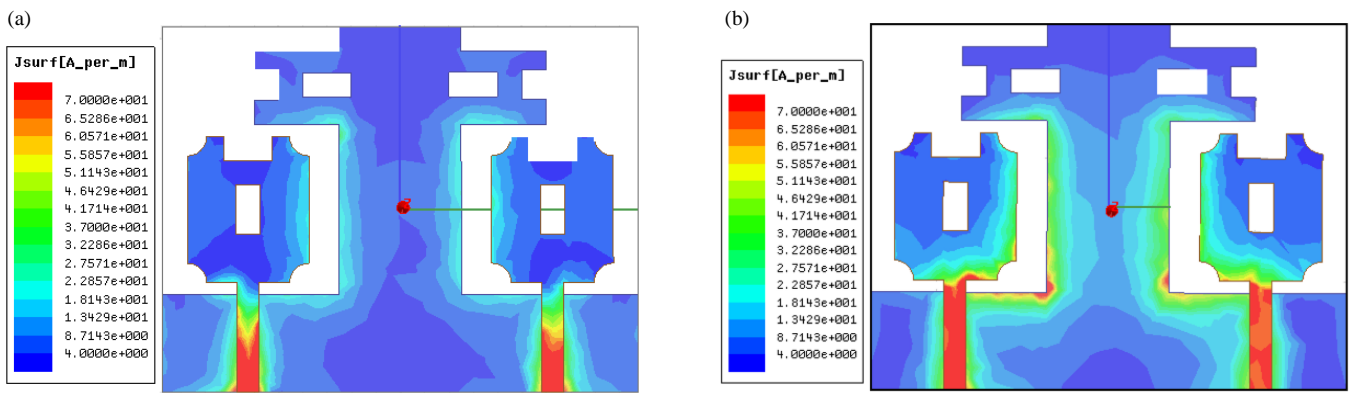 (a)
Jsurf[A_per_m]
7.0000e+001
6.5286e+001
6.0571e+001
5.5857e+001
5.1143e+001
4.6429e+001
4.1714e+001
3.7000e+001
3.2286e+001
2.7571e+001
2.2857e+001
1.8143e+001
1.3429e+001
8.7143e+000
4.0000e+000
(b)
Jsurf[A_per_m]
7.0000e+001
6.5286e+001
6.0571e+001
5.5857e+001
5.1143e+001
4.6429e+001
4.1714e+001
3.7000e+001
3.2286e+001
2.7571e+001
2.2857e+001
1.8143e+001
1.3429e+001
8.7143e+000
4.0000e+000